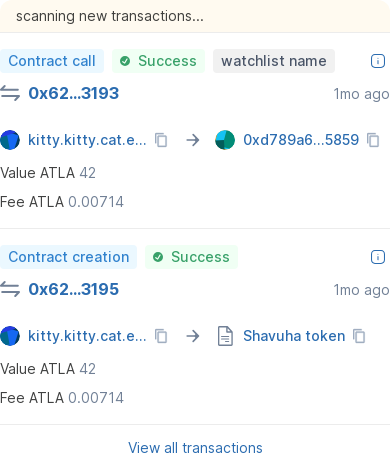 scanning new transactions...
Contract call Success watchlist name
0x62...3193 1mo ago
kitty.kitty.cat.e... 0xd789a6...5859
Value ATLA 42
Fee ATLA 0.00714
Contract creation Success
0x62...3195 1mo ago
kitty.kitty.cat.e... Shavuha token
Value ATLA 42
Fee ATLA 0.00714
View all transactions